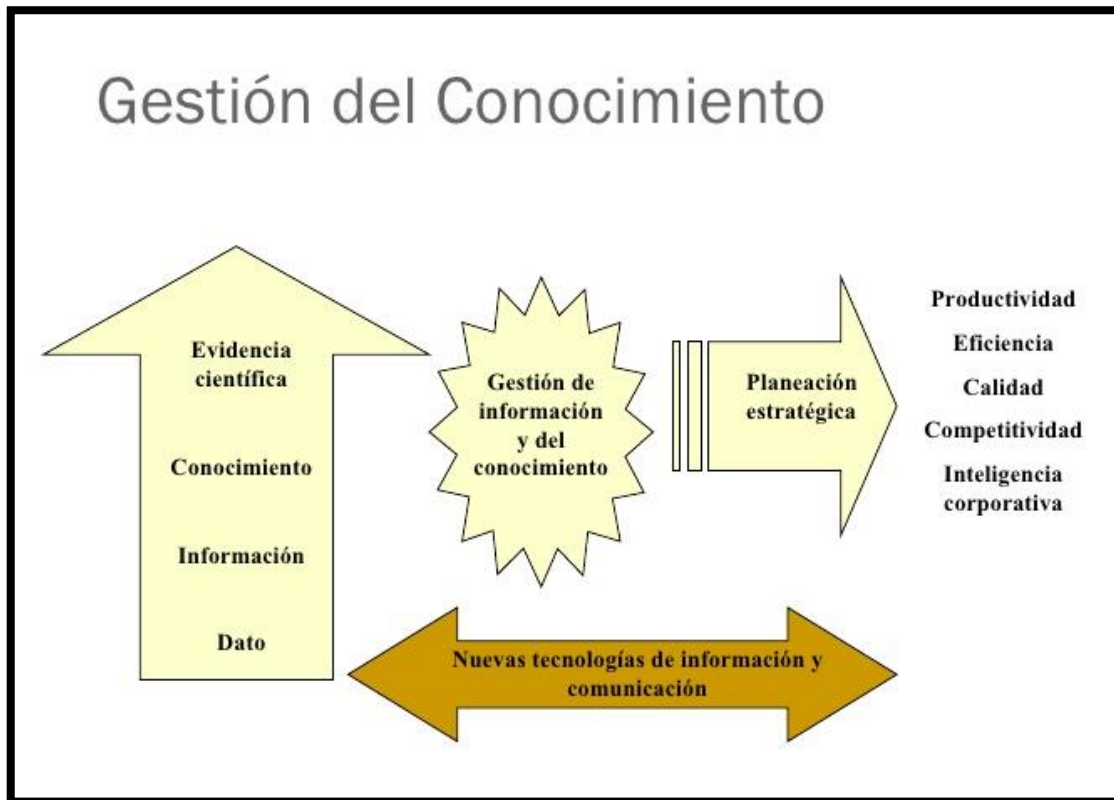 Gestión del Conocimiento
Evidencia
científica
Conocimiento
Información
Dato
Gestión de
información
y del
conocimiento
Planeación
estratégica
Productividad
Eficiencia
Calidad
Competitividad
Inteligencia
corporativa
Nuevas tecnologías de información y
comunicación